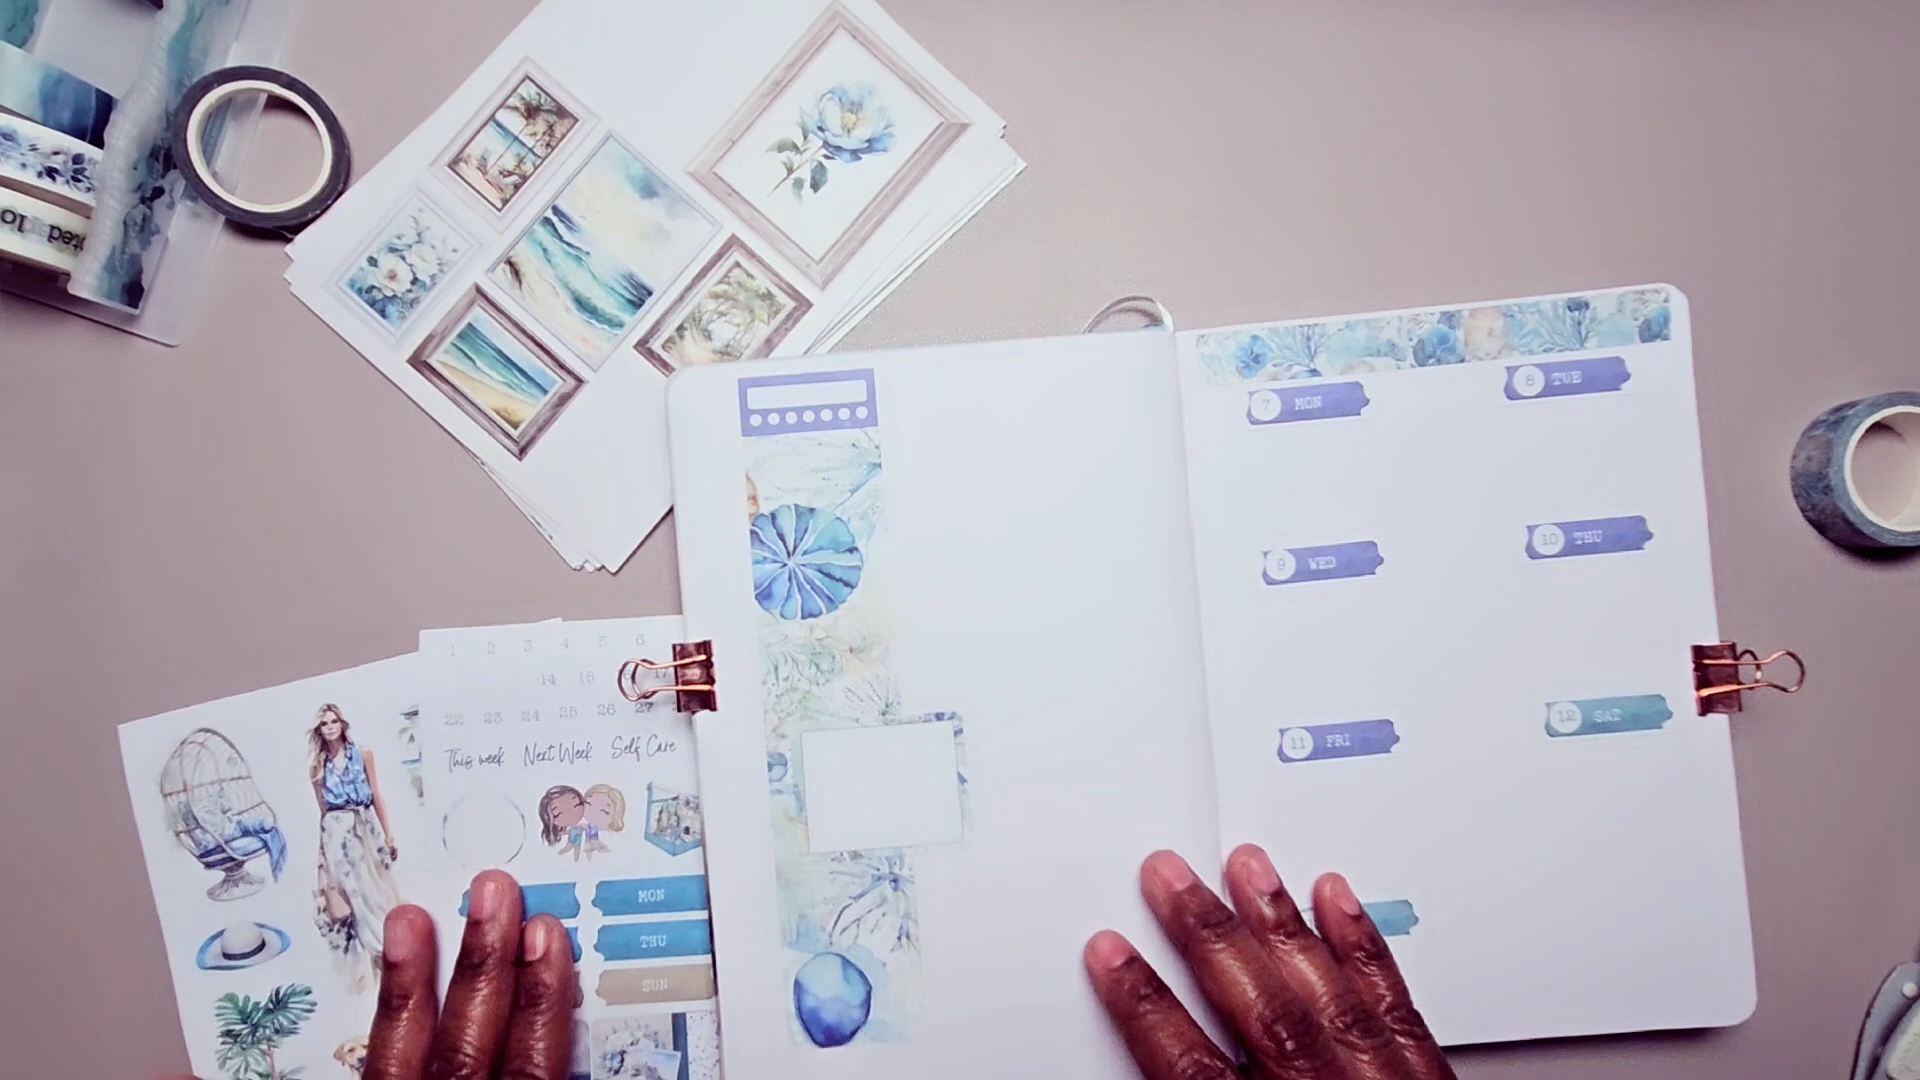 1 2 3 4 5 6
14 15 17
22 23 24 25 26 27
This week Next Week Self Care
MON
THU
SUN
7 MON
8 TUE
9 WED
10 THU
11 FRI
12 SAT